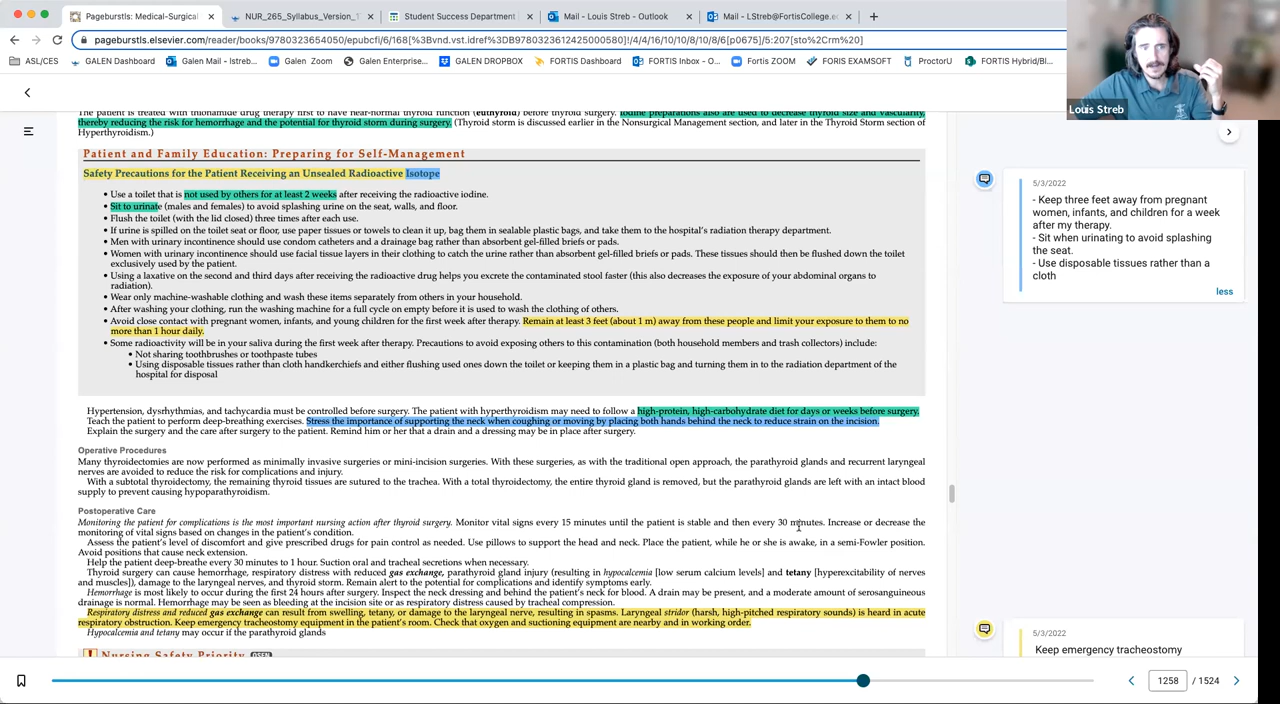 Pageburstls: Medical-Surgical
NUR_265_Syllabus_Version_1
Student Success Department
Mail - Louis Streb - Outlook
Mail - LStreb@FortisCollege.e
pageburstls.elsevier.com/reader/books/9780323654050/epubcfi/6/168[%3Bvnd.vst.idref%3DB9780323612425000580]!/4/4/16/10/10/8/10/8/6[p0675]/5:207[sto%2Crm%20]
ASL/CES
GALEN Dashboard
Galen Mail - lstreb...
Galen Zoom
Galen Enterprise...
GALEN DROPBOX
FORTIS Dashboard
FORTIS Inbox - O...
Fortis ZOOM
FORIS EXAMSOFT
ProctorU
FORTIS Hybrid/Bl...
Louis Streb
The patient is treated with thionamide drug therapy first to have near-normal thyroid function (euthyroid) before thyroid surgery. Iodine preparations also are used to decrease thyroid size and vascularity,
thereby reducing the risk for hemorrhage and the potential for thyroid storm during surgery. (Thyroid storm is discussed earlier in the Nonsurgical Management section, and later in the Thyroid Storm section of
Hyperthyroidism.)
Patient and Family Education: Preparing for Self-Management
Safety Precautions for the Patient Receiving an Unsealed Radioactive Isotope
• Use a toilet that is not used by others for at least 2 weeks after receiving the radioactive iodine.
• Sit to urinate (males and females) to avoid splashing urine on the seat, walls, and floor.
• Flush the toilet (with the lid closed) three times after each use.
• If urine is spilled on the toilet seat or floor, use paper tissues or towels to clean it up, bag them in sealable plastic bags, and take them to the hospital's radiation therapy department.
• Men with urinary incontinence should use condom catheters and a drainage bag rather than absorbent gel-filled briefs or pads.
• Women with urinary incontinence should use facial tissue layers in their clothing to catch the urine rather than absorbent gel-filled briefs or pads. These tissues should then be flushed down the toilet
exclusively used by the patient.
• Using a laxative on the second and third days after receiving the radioactive drug helps you excrete the contaminated stool faster (this also decreases the exposure of your abdominal organs to
radiation).
• Wear only machine-washable clothing and wash these items separately from others in your household.
• After washing your clothing, run the washing machine for a full cycle on empty before it is used to wash the clothing of others.
• Avoid close contact with pregnant women, infants, and young children for the first week after therapy. Remain at least 3 feet (about 1 m) away from these people and limit your exposure to them to no
more than 1 hour daily.
• Some radioactivity will be in your saliva during the first week after therapy. Precautions to avoid exposing others to this contamination (both household members and trash collectors) include:
• Not sharing toothbrushes or toothpaste tubes
• Using disposable tissues rather than cloth handkerchiefs and either flushing used ones down the toilet or keeping them in a plastic bag and turning them in to the radiation department of the
hospital for disposal
Hypertension, dysrhythmias, and tachycardia must be controlled before surgery. The patient with hyperthyroidism may need to follow a high-protein, high-carbohydrate diet for days or weeks before surgery.
Teach the patient to perform deep-breathing exercises. Stress the importance of supporting the neck when coughing or moving by placing both hands behind the neck to reduce strain on the incision.
Explain the surgery and the care after surgery to the patient. Remind him or her that a drain and a dressing may be in place after surgery.
Operative Procedures
Many thyroidectomies are now performed as minimally invasive surgeries or mini-incision surgeries. With these surgeries, as with the traditional open approach, the parathyroid glands and recurrent laryngeal
nerves are avoided to reduce the risk for complications and injury.
With a subtotal thyroidectomy, the remaining thyroid tissues are sutured to the trachea. With a total thyroidectomy, the entire thyroid gland is removed, but the parathyroid glands are left with an intact blood
supply to prevent causing hypoparathyroidism.
Postoperative Care
Monitoring the patient for complications is the most important nursing action after thyroid surgery. Monitor vital signs every 15 minutes until the patient is stable and then every 30 minutes. Increase or decrease the
monitoring of vital signs based on changes in the patient's condition.
Assess the patient's level of discomfort and give prescribed drugs for pain control as needed. Use pillows to support the head and neck. Place the patient, while he or she is awake, in a semi-Fowler position.
Avoid positions that cause neck extension.
Help the patient deep-breathe every 30 minutes to 1 hour. Suction oral and tracheal secretions when necessary.
Thyroid surgery can cause hemorrhage, respiratory distress with reduced gas exchange, parathyroid gland injury (resulting in hypocalcemia [low serum calcium levels] and tetany [hyperexcitability of nerves
and muscles]), damage to the laryngeal nerves, and thyroid storm. Remain alert to the potential for complications and identify symptoms early.
Hemorrhage is most likely to occur during the first 24 hours after surgery. Inspect the neck dressing and behind the patient's neck for blood. A drain may be present, and a moderate amount of serosanguineous
drainage is normal. Hemorrhage may be seen as bleeding at the incision site or as respiratory distress caused by tracheal compression.
Respiratory distress and reduced gas exchange can result from swelling, tetany, or damage to the laryngeal nerve, resulting in spasms. Laryngeal stridor (harsh, high-pitched respiratory sounds) is heard in acute
respiratory obstruction. Keep emergency tracheostomy equipment in the patient's room. Check that oxygen and suctioning equipment are nearby and in working order.
Hypocalcemia and tetany may occur if the parathyroid glands
Nursing Safety Priority QSEN
5/3/2022
- Keep three feet away from pregnant
women, infants, and children for a week
after my therapy.
- Sit when urinating to avoid splashing
the seat.
- Use disposable tissues rather than a
cloth
less
5/3/2022
Keep emergency tracheostomy
1258 / 1524